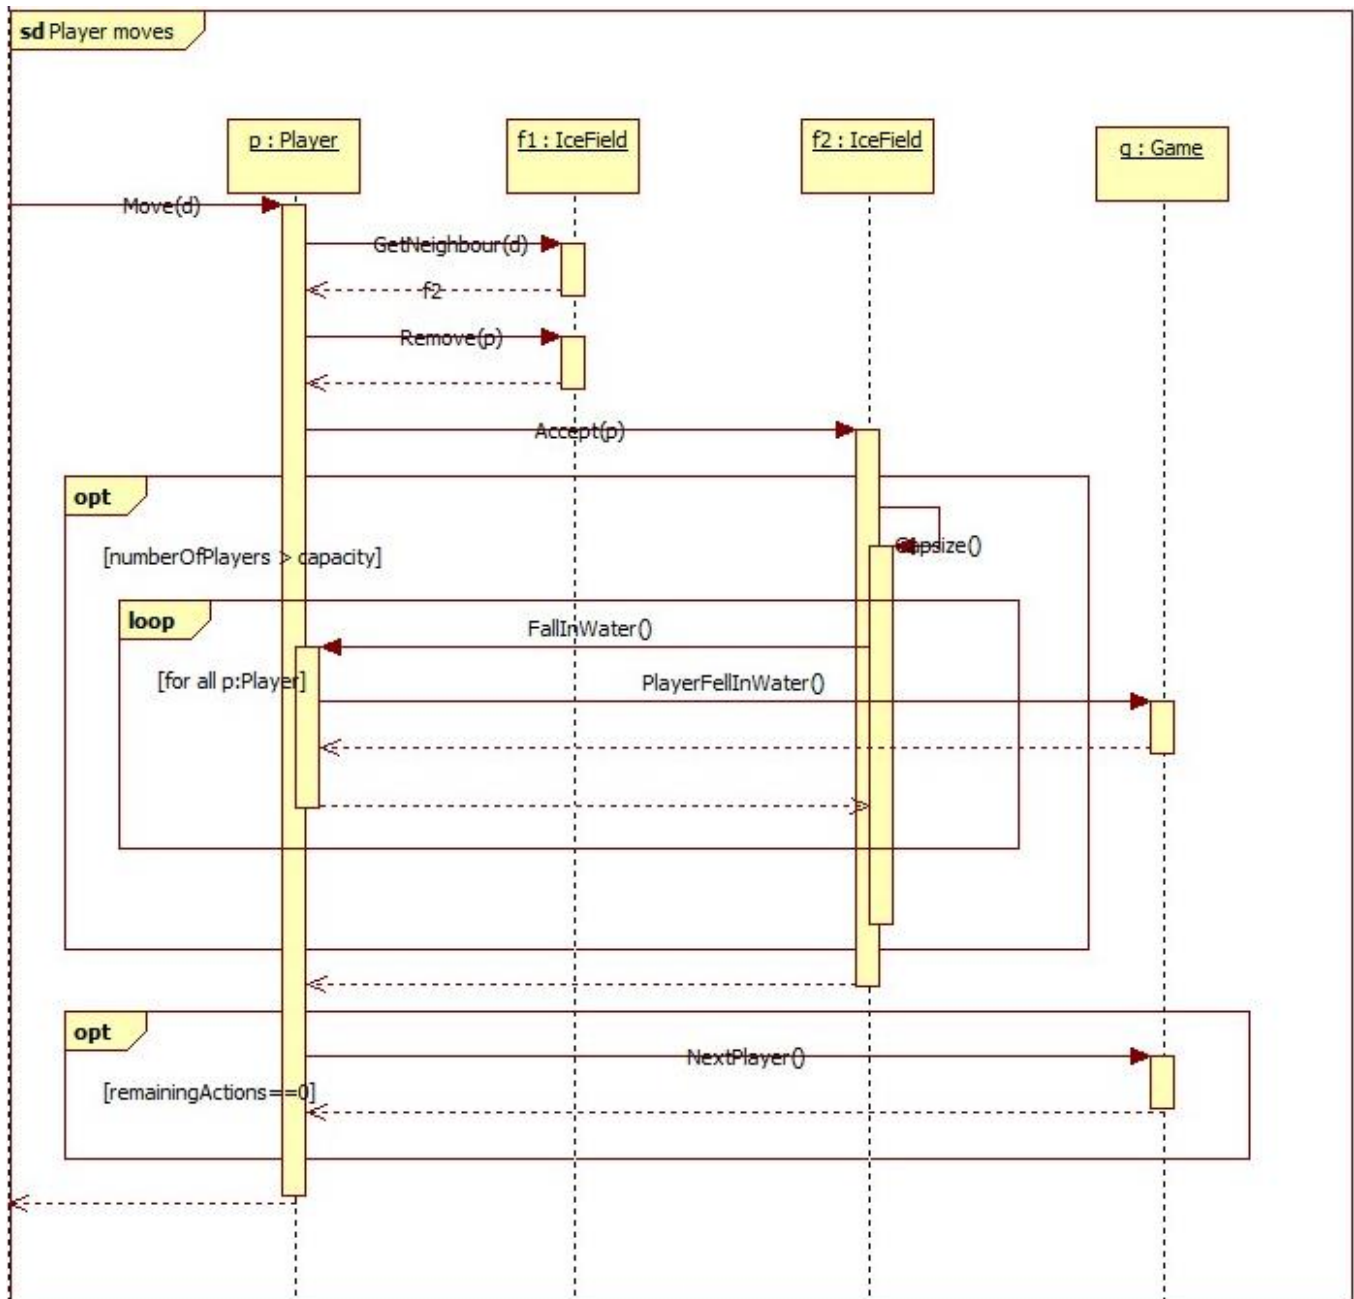 sd Player moves
p : Player
f1 : IceField
f2 : IceField
g : Game
Move(d)
GetNeighbour(d)
f2
Remove(p)
Accept(p)
opt
Capsize()
[numberOfPlayers > capacity]
loop
FallInWater()
[for all p:Player]
PlayerFellInWater()
opt
NextPlayer()
[remainingActions==0]